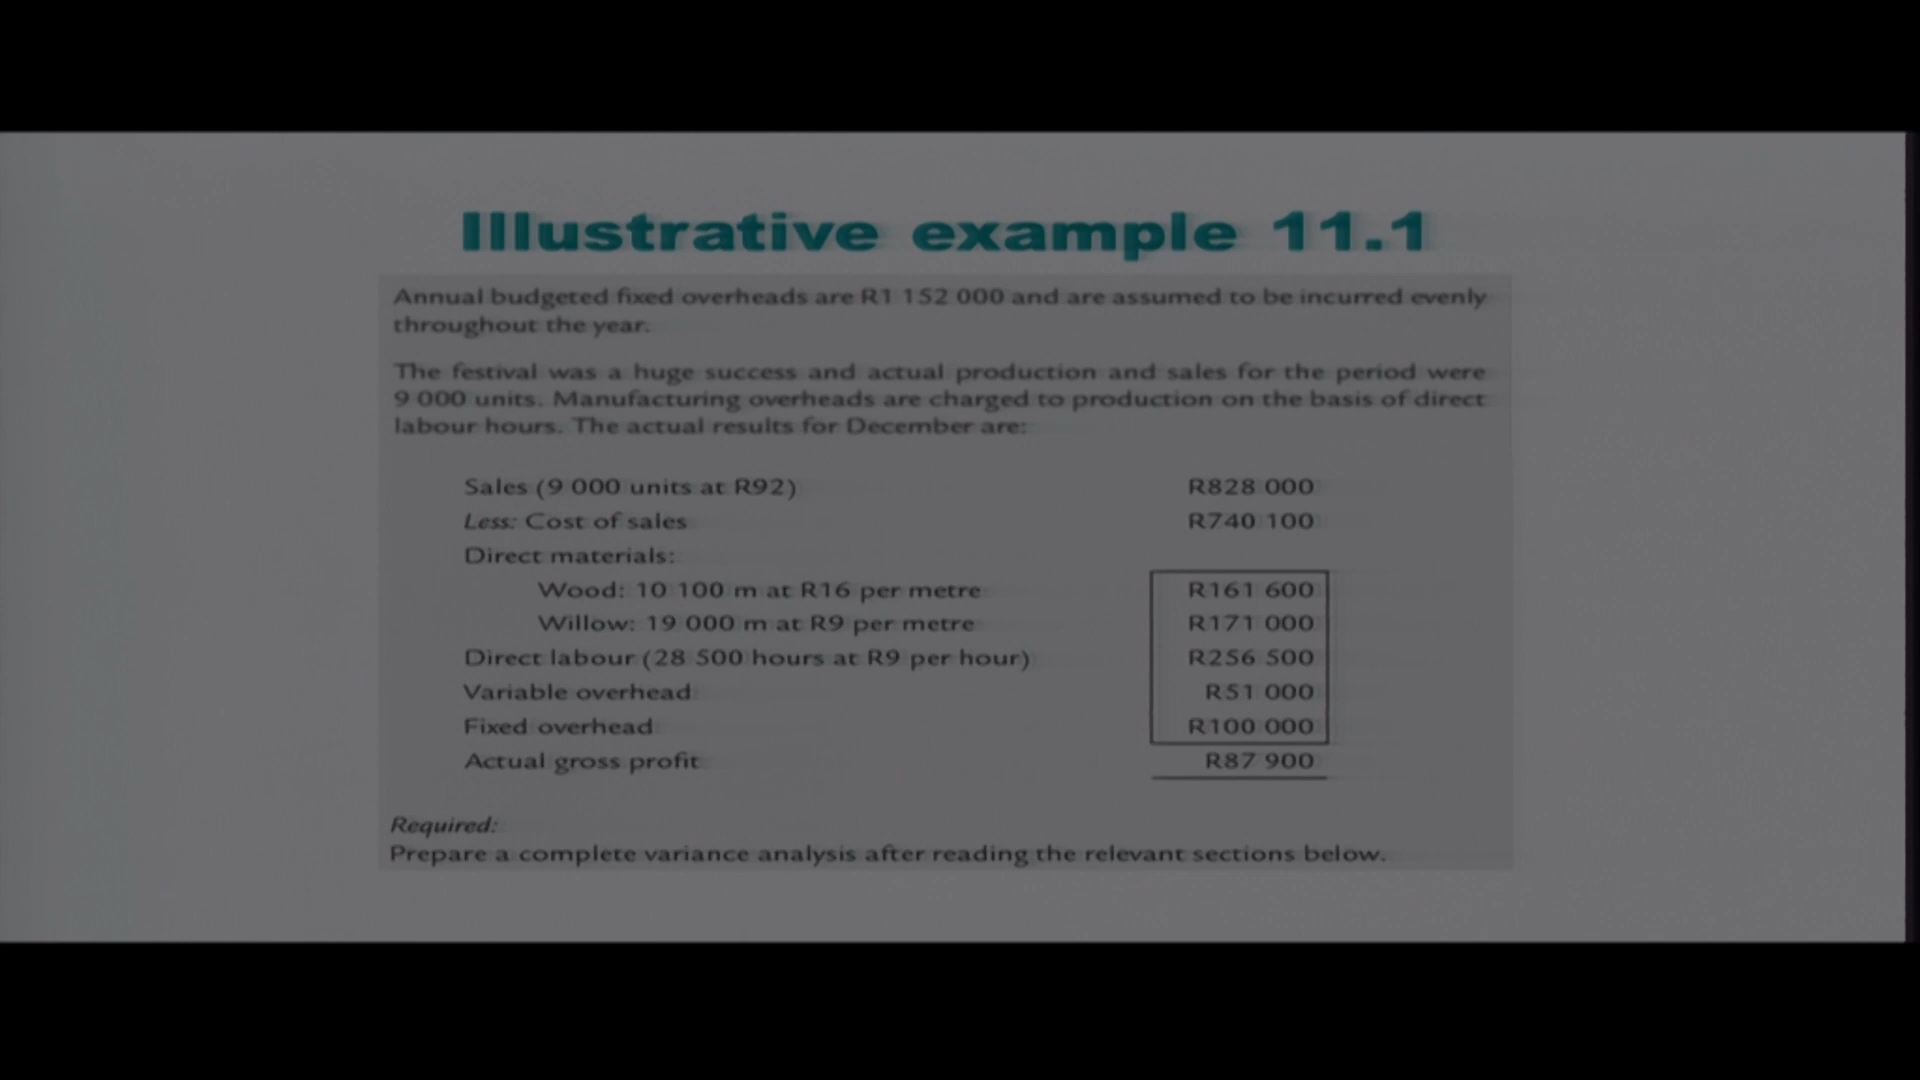 Illustrative example 11.1
Annual budgeted fixed overheads are R1 152 000 and are assumed to be incurred evenly
throughout the year.
The festival was a huge success and actual production and sales for the period were
9 000 units. Manufacturing overheads are charged to production on the basis of direct
labour hours. The actual results for December are:
Sales (9 000 units at R92) R828 000
Less: Cost of sales R740 100
Direct materials:
Wood: 10 100 m at R16 per metre R161 600
Willow: 19 000 m at R9 per metre R171 000
Direct labour (28 500 hours at R9 per hour) R256 500
Variable overhead R51 000
Fixed overhead R100 000
Actual gross profit R87 900
Required:
Prepare a complete variance analysis after reading the relevant sections below.